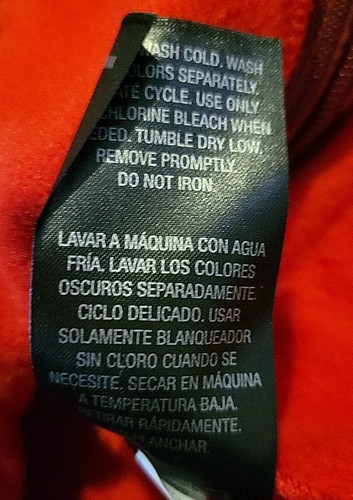 WASH COLD. WASH
COLORS SEPARATELY.
CYCLE. USE ONLY
CHLORINE BLEACH WHEN
TUMBLE DRY LOW.
REMOVE PROMPTLY.
DO NOT IRON.
LAVAR A MÁQUINA CON AGUA
FRÍA. LAVAR LOS COLORES
OSCUROS SEPARADAMENTE.
CICLO DELICADO. USAR
SOLAMENTE BLANQUEADOR
SIN CLORO CUANDO SE
NECESITE. SECAR EN MÁQUINA
A TEMPERATURA BAJA.
RETIRAR RÁPIDAMENTE.
PLANCHAR.